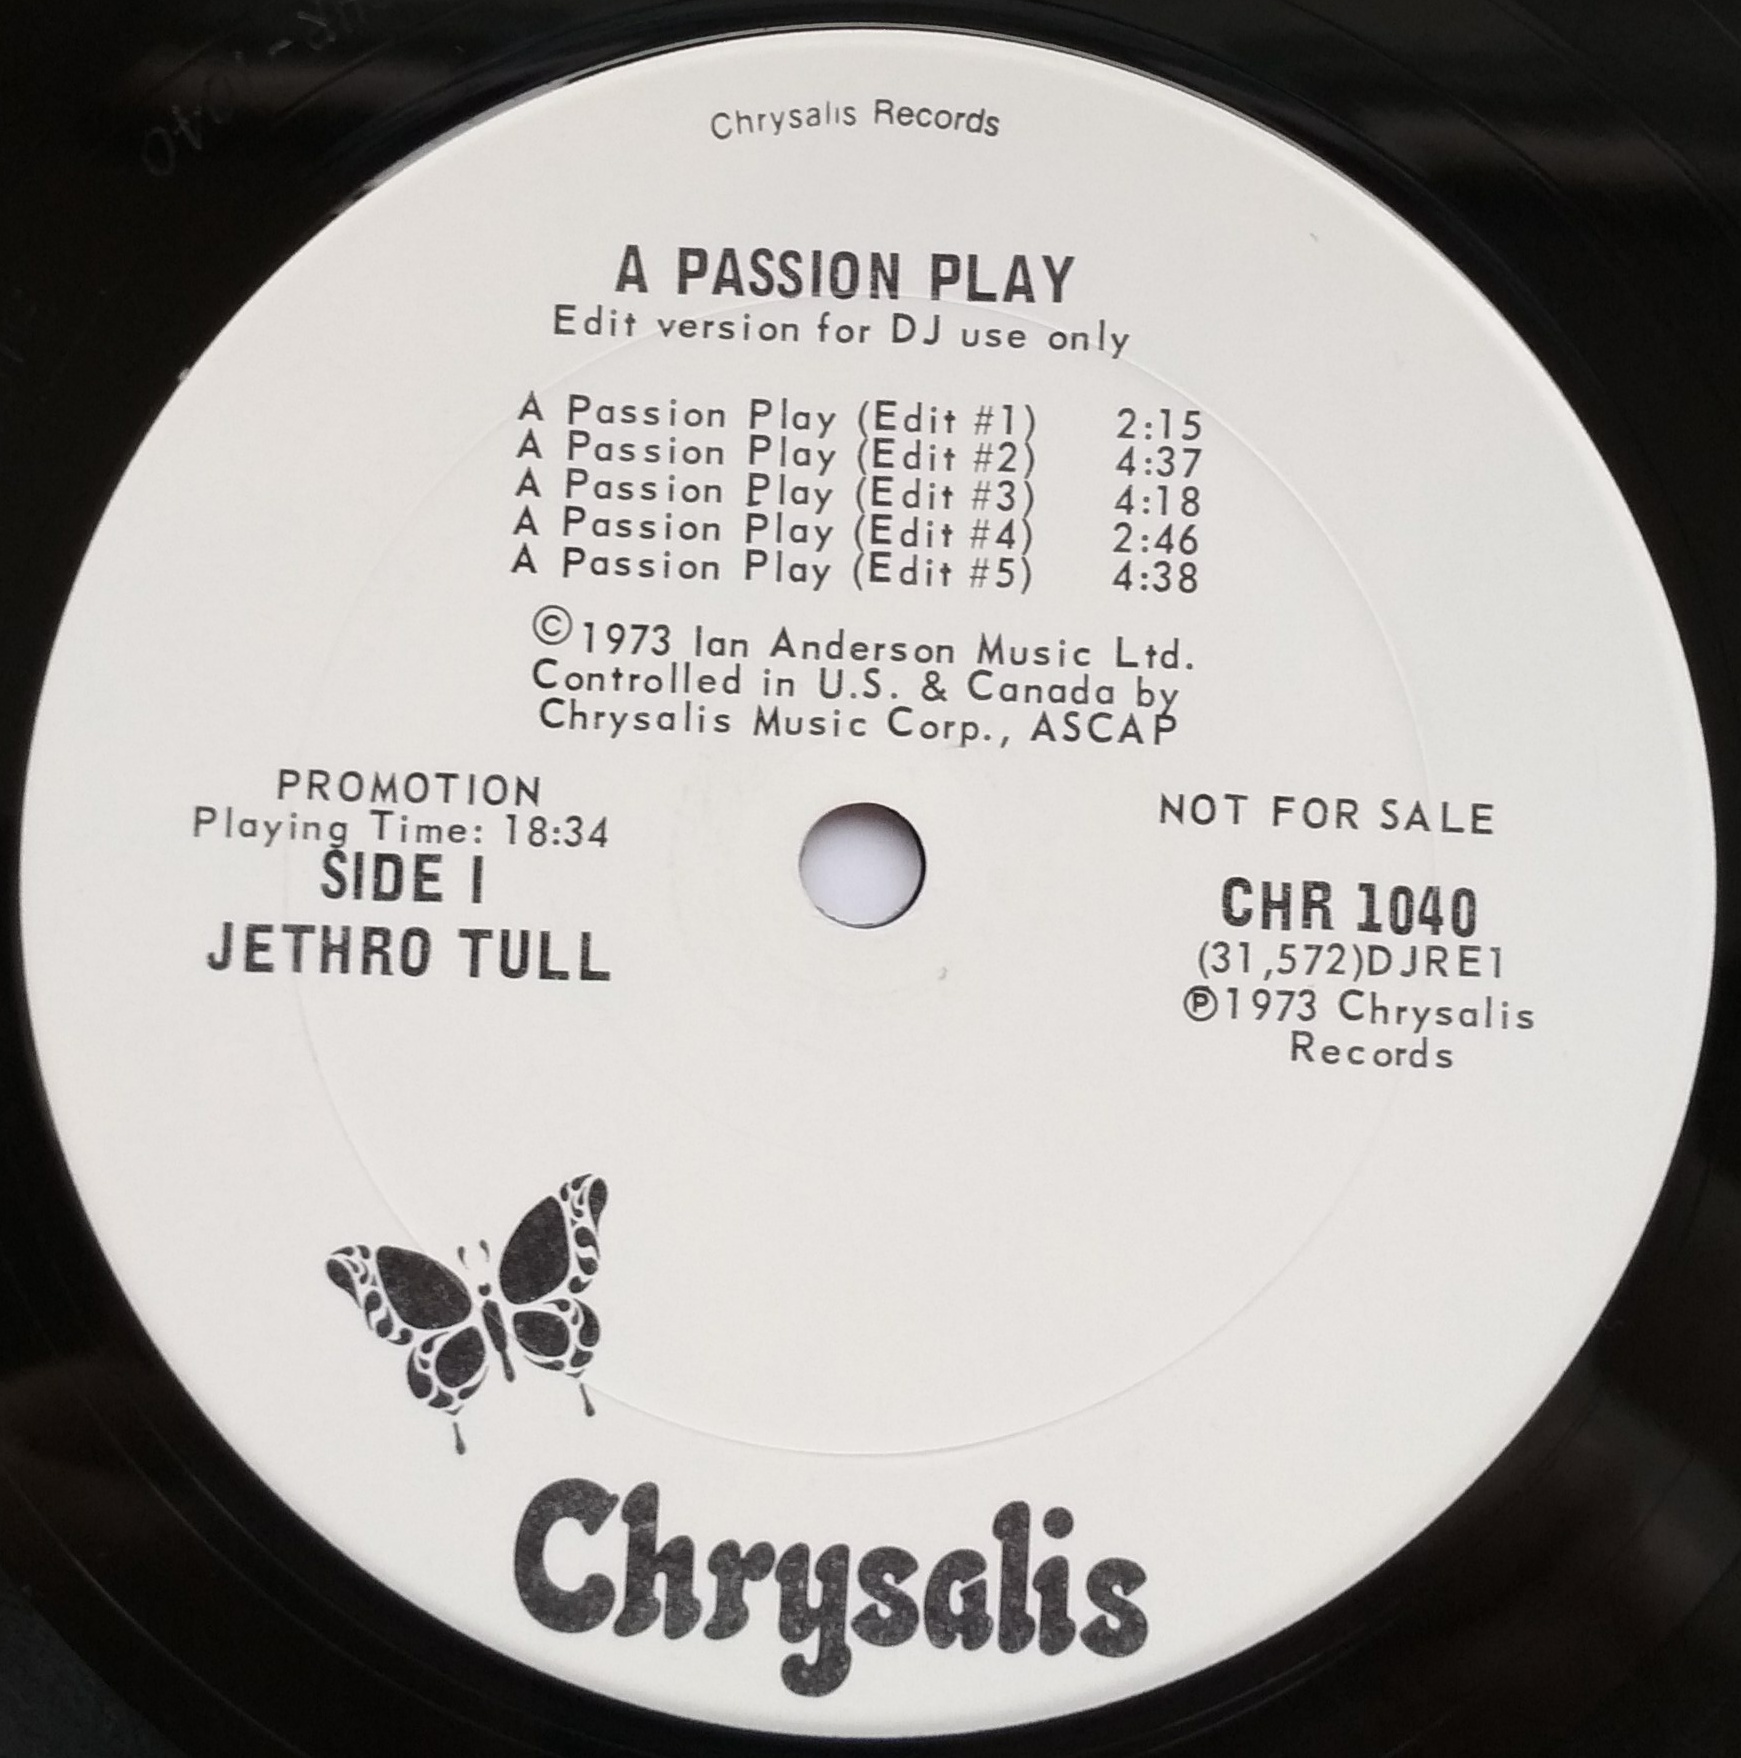 Chrysalis Records
A PASSION PLAY
Edit version for DJ use only
A Passion Play (Edit #1) 2:15
A Passion Play (Edit #2) 4:37
A Passion Play (Edit #3) 4:18
A Passion Play (Edit #4) 2:46
A Passion Play (Edit #5) 4:38
©1973 Ian Anderson Music Ltd.
Controlled in U.S. & Canada by
Chrysalis Music Corp., ASCAP
PROMOTION
Playing Time: 18:34
SIDE I
JETHRO TULL
NOT FOR SALE
CHR 1040
(31,572)DJRE1
℗1973 Chrysalis
Records
Chrysalis